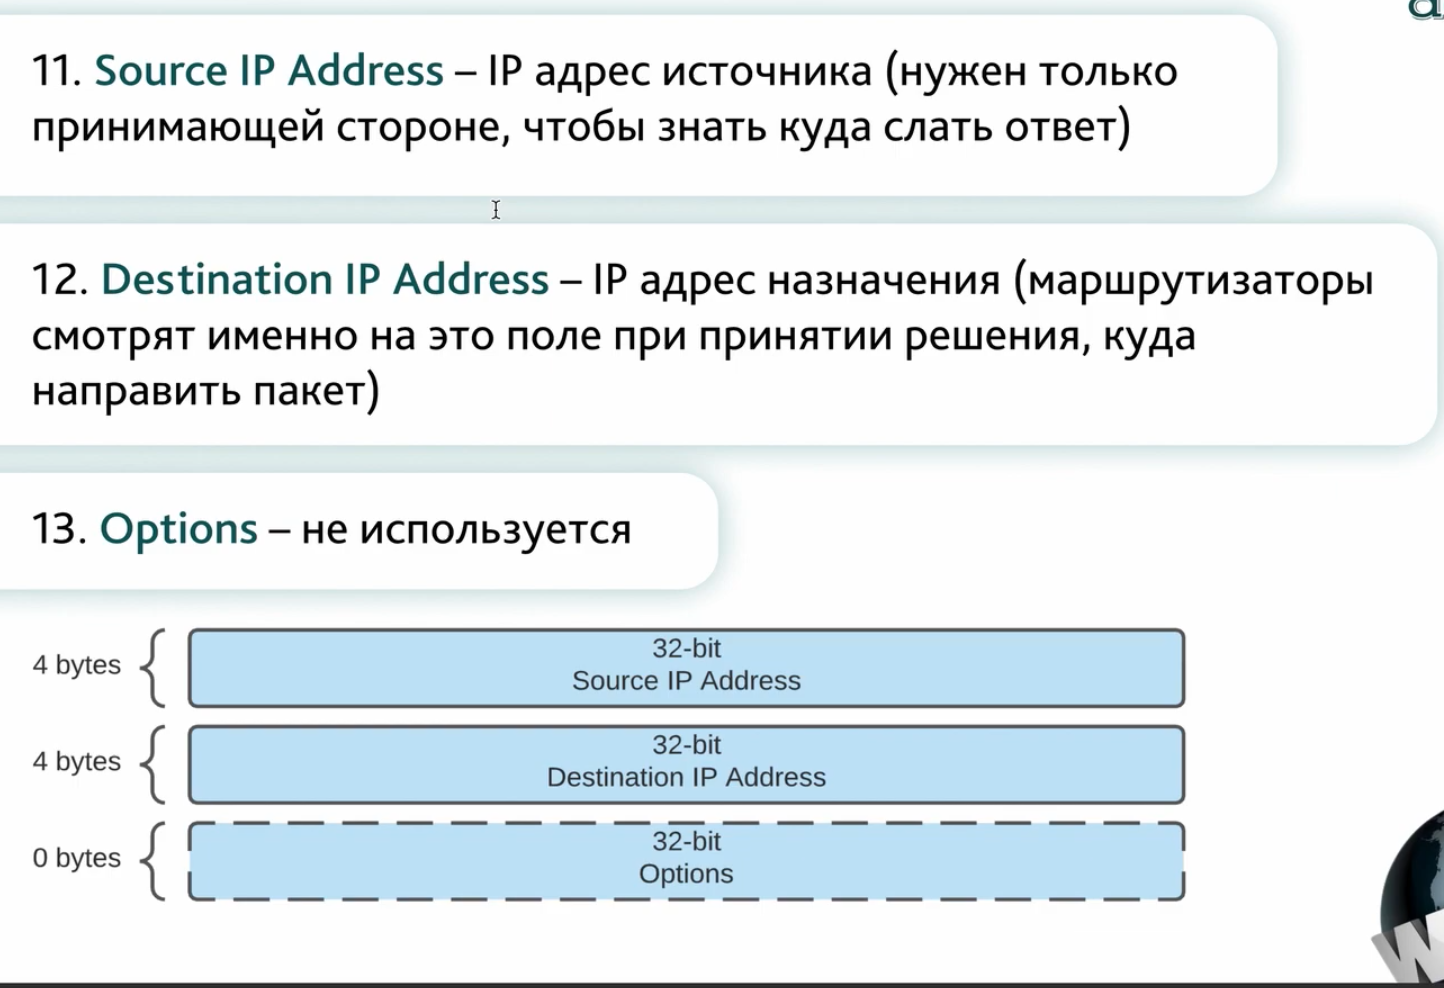 11. Source IP Address – IP адрес источника (нужен только
принимающей стороне, чтобы знать куда слать ответ)
12. Destination IP Address – IP адрес назначения (маршрутизаторы
смотрят именно на это поле при принятии решения, куда
направить пакет)
13. Options – не используется
4 bytes
32-bit
Source IP Address
4 bytes
32-bit
Destination IP Address
0 bytes
32-bit
Options